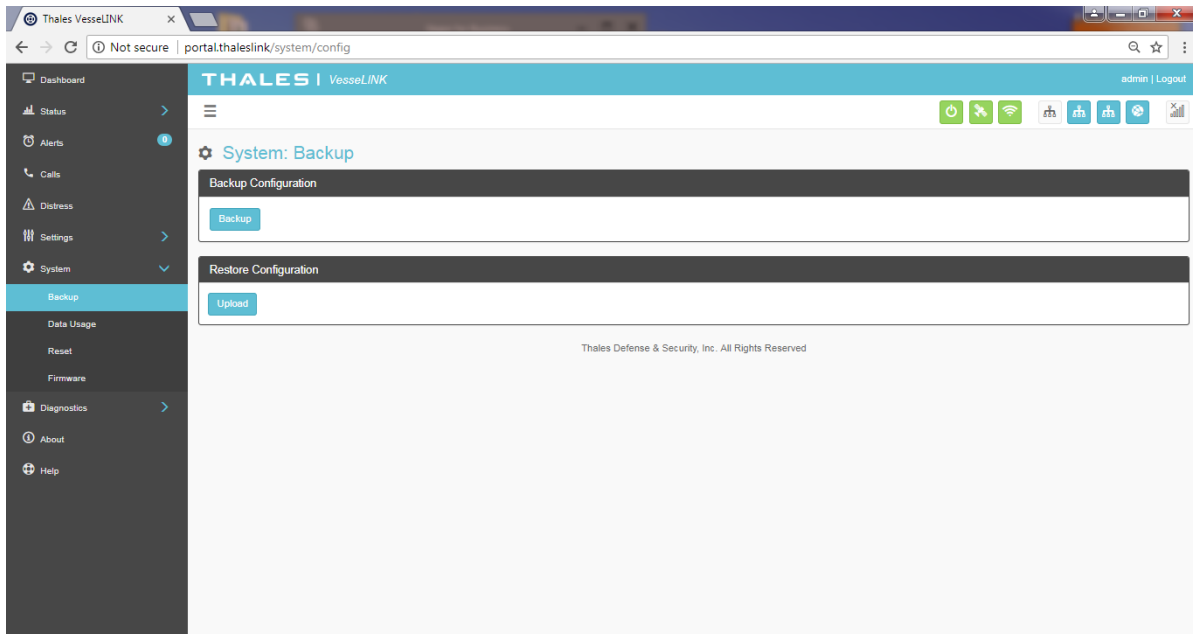 Thales VesseLINK
Not secure | portal.thaleslink/system/config
Dashboard
THALES | VesseLINK
admin | Logout
Status
Alerts
0
System: Backup
Calls
Backup Configuration
Distress
Backup
Settings
System
Restore Configuration
Backup
Upload
Data Usage
Reset
Thales Defense & Security, Inc. All Rights Reserved
Firmware
Diagnostics
About
Help